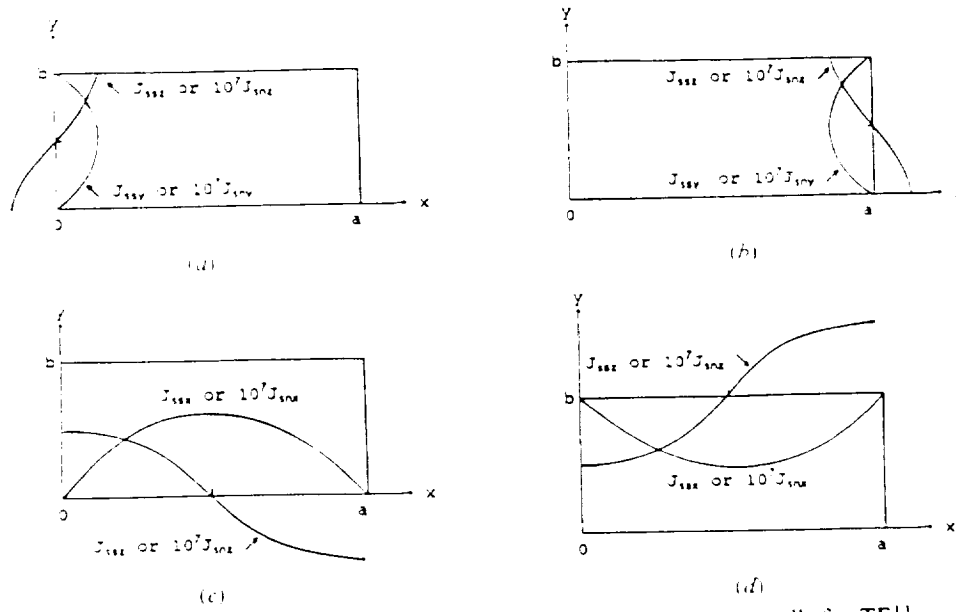 y
b
J_ssz or 10^7 J_snz
J_ssy or 10^7 J_sny
0
a
x
(a)
y
b
J_ssz or 10^7 J_snz
J_ssy or 10^7 J_sny
0
a
(b)
y
b
J_ssx or 10^7 J_snx
0
a
x
J_ssz or 10^7 J_snz
(c)
y
J_ssz or 10^7 J_snz
b
J_ssx or 10^7 J_snx
0
a
x
(d)